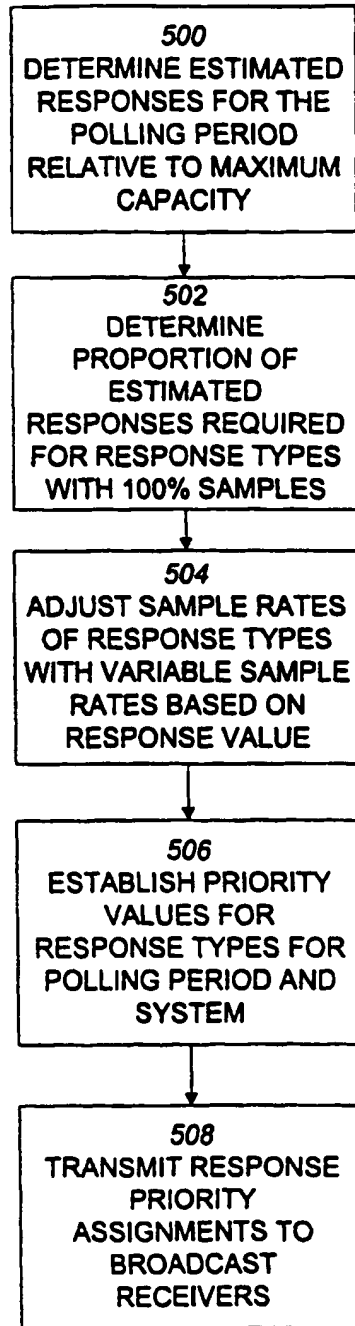 500
DETERMINE ESTIMATED
RESPONSES FOR THE
POLLING PERIOD
RELATIVE TO MAXIMUM
CAPACITY
502
DETERMINE
PROPORTION OF
ESTIMATED
RESPONSES REQUIRED
FOR RESPONSE TYPES
WITH 100% SAMPLES
504
ADJUST SAMPLE RATES
OF RESPONSE TYPES
WITH VARIABLE SAMPLE
RATES BASED ON
RESPONSE VALUE
506
ESTABLISH PRIORITY
VALUES FOR
RESPONSE TYPES FOR
POLLING PERIOD AND
SYSTEM
508
TRANSMIT RESPONSE
PRIORITY
ASSIGNMENTS TO
BROADCAST
RECEIVERS